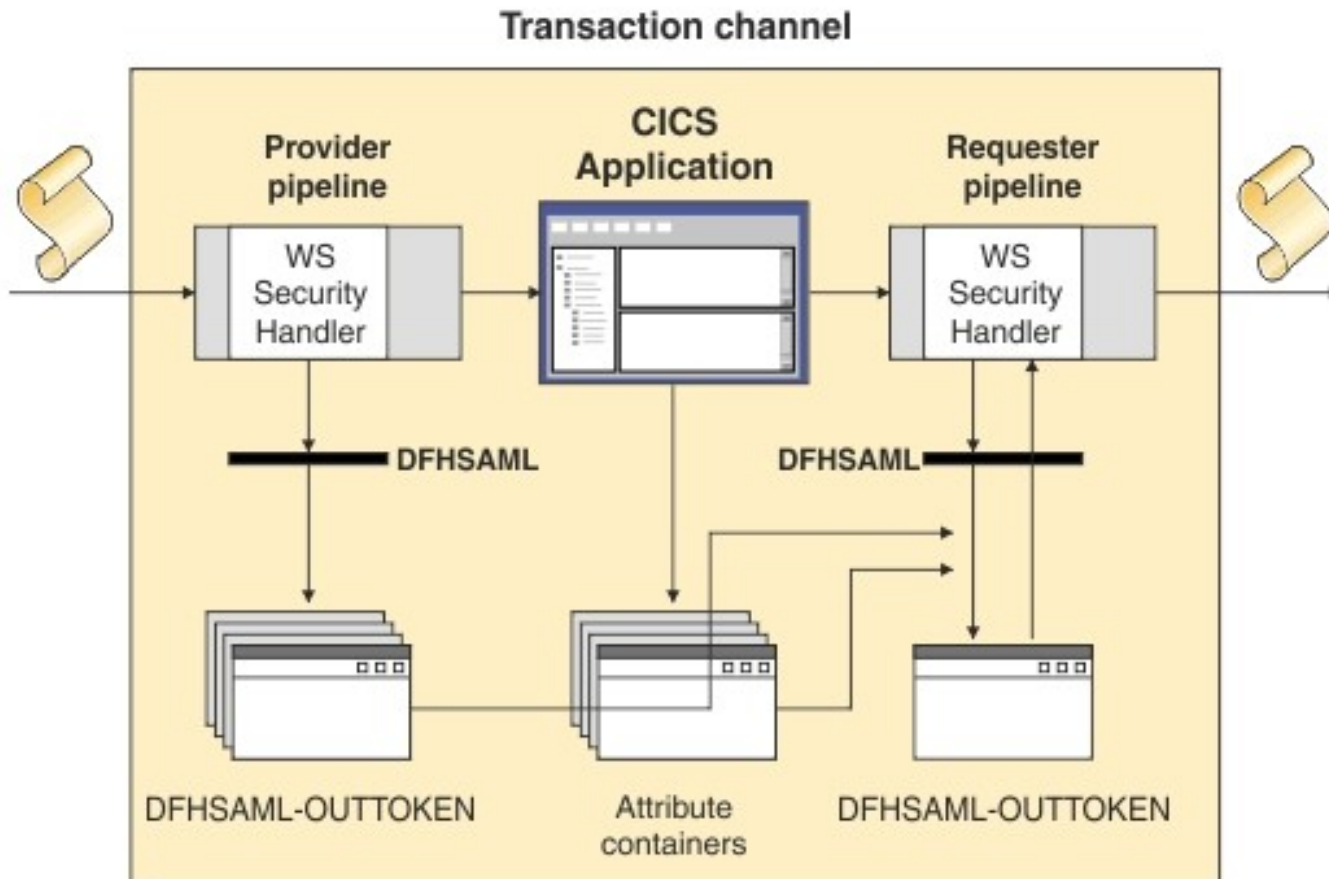 Transaction channel
CICS
Application
Provider
pipeline
Requester
pipeline
WS
Security
Handler
WS
Security
Handler
DFHSAML
DFHSAML
DFHSAML-OUTTOKEN
Attribute
containers
DFHSAML-OUTTOKEN